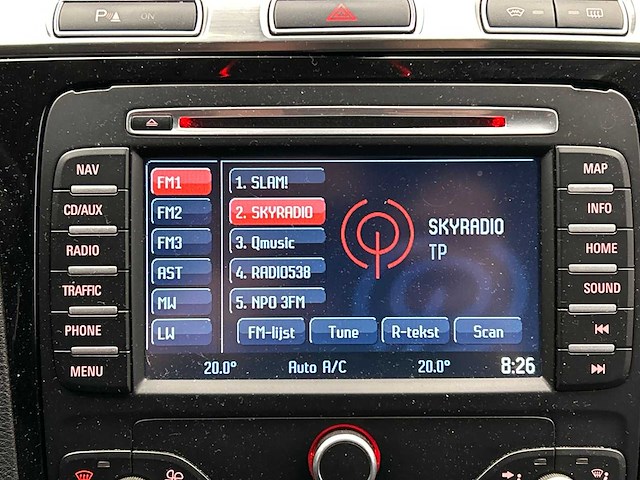 P ON
NAV
CD/AUX
RADIO
TRAFFIC
PHONE
MENU
FM1
FM2
FM3
AST
MW
LW
1. SLAM!
2. SKYRADIO
3. Qmusic
4. RADIO538
5. NPO 3FM
SKYRADIO
TP
FM-lijst Tune R-tekst Scan
20.0° Auto A/C 20.0° 8:26
MAP
INFO
HOME
SOUND